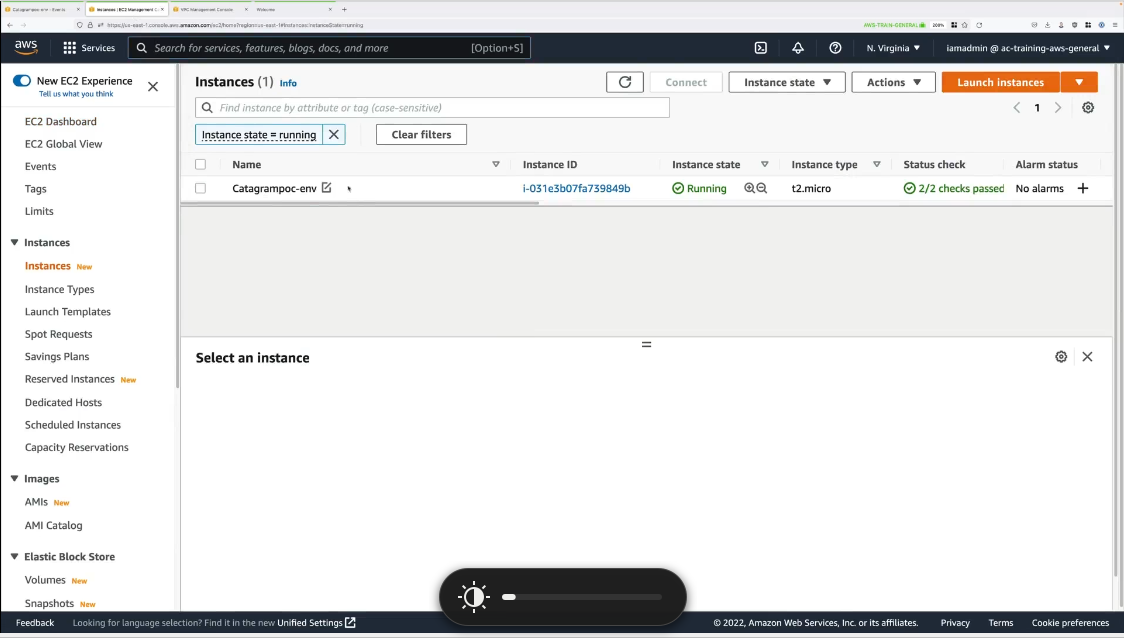 Catagrampoc-env - Events
Instances | EC2 Management C
VPC Management Console
Welcome
https://us-east-1.console.aws.amazon.com/ec2/home?region=us-east-1#Instances:instanceState=running
AWS-TRAIN-GENERAL
200%
aws
Services
Search for services, features, blogs, docs, and more
[Option+S]
N. Virginia
iamadmin @ ac-training-aws-general
New EC2 Experience
Tell us what you think
EC2 Dashboard
EC2 Global View
Events
Tags
Limits
Instances
Instances New
Instance Types
Launch Templates
Spot Requests
Savings Plans
Reserved Instances New
Dedicated Hosts
Scheduled Instances
Capacity Reservations
Images
AMIs New
AMI Catalog
Elastic Block Store
Volumes New
Snapshots New
Instances (1) Info
Connect
Instance state
Actions
Launch instances
Find instance by attribute or tag (case-sensitive)
1
Instance state = running
Clear filters
Name Instance ID Instance state Instance type Status check Alarm status
Catagrampoc-env i-031e3b07fa739849b Running t2.micro 2/2 checks passed No alarms
Select an instance
Feedback
Looking for language selection? Find it in the new Unified Settings
© 2022, Amazon Web Services, Inc. or its affiliates.
Privacy
Terms
Cookie preferences